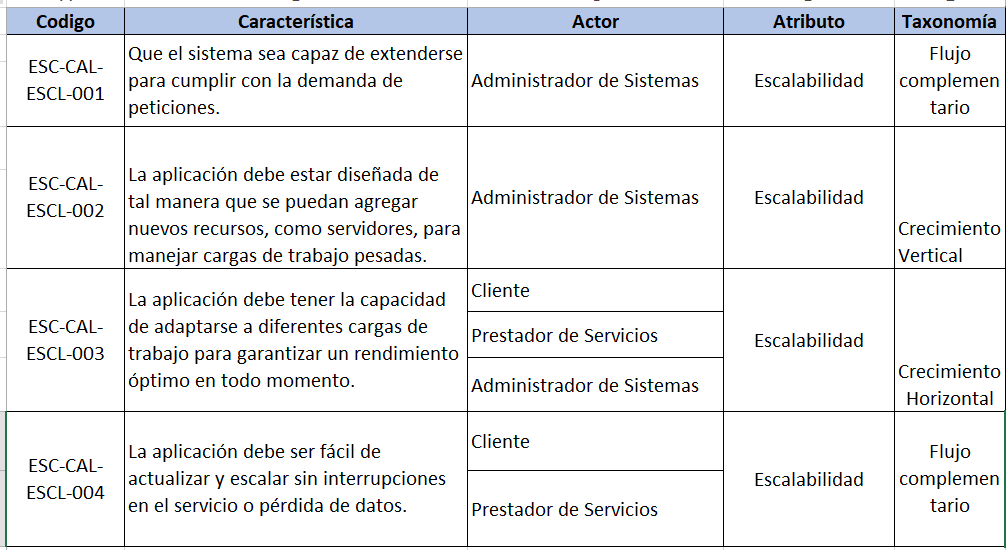 Codigo Característica Actor Atributo Taxonomía
ESC-CAL-
ESCL-001
Que el sistema sea capaz de extenderse
para cumplir con la demanda de
peticiones.
Administrador de Sistemas
Escalabilidad
Flujo
complemen
tario
ESC-CAL-
ESCL-002
La aplicación debe estar diseñada de
tal manera que se puedan agregar
nuevos recursos, como servidores, para
manejar cargas de trabajo pesadas.
Administrador de Sistemas
Escalabilidad
Crecimiento
Vertical
ESC-CAL-
ESCL-003
La aplicación debe tener la capacidad
de adaptarse a diferentes cargas de
trabajo para garantizar un rendimiento
óptimo en todo momento.
Cliente
Prestador de Servicios
Administrador de Sistemas
Escalabilidad
Crecimiento
Horizontal
ESC-CAL-
ESCL-004
La aplicación debe ser fácil de
actualizar y escalar sin interrupciones
en el servicio o pérdida de datos.
Cliente
Prestador de Servicios
Escalabilidad
Flujo
complemen
tario